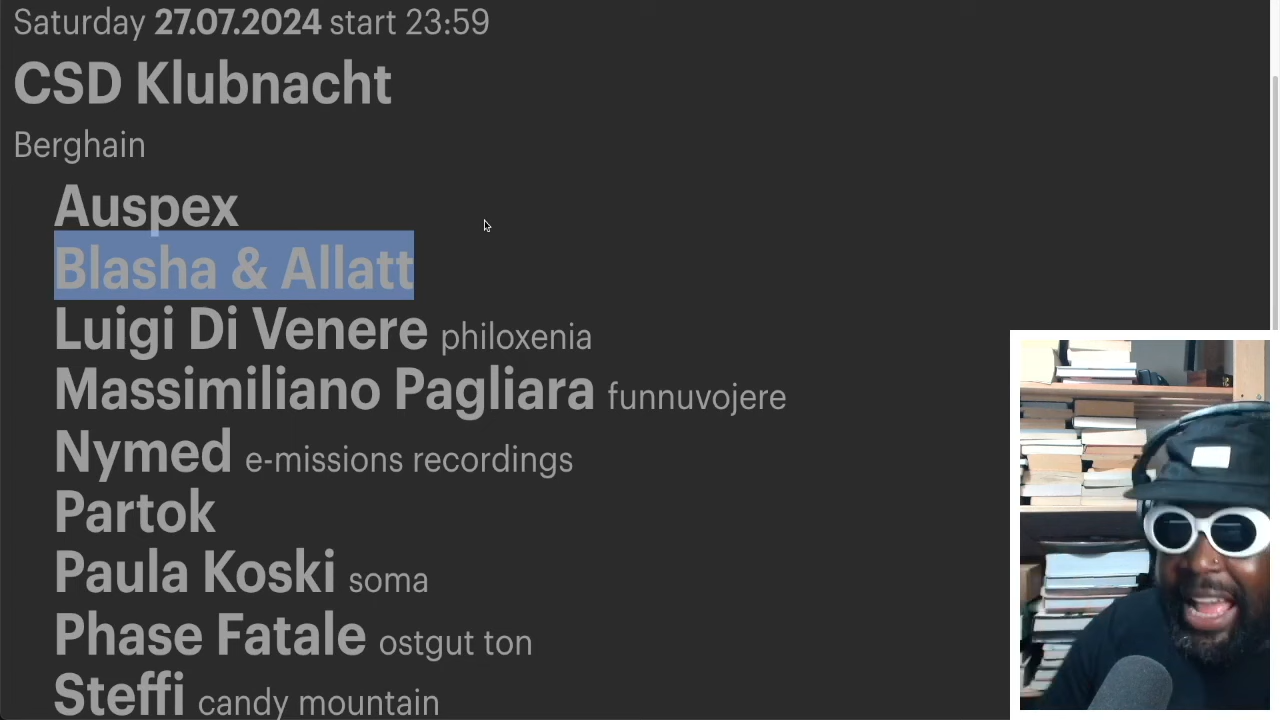 Saturday 27.07.2024 start 23:59
CSD Klubnacht
Berghain
Auspex
Blasha & Allatt
Luigi Di Venere philoxenia
Massimiliano Pagliara funnuvojere
Nymed e-missions recordings
Partok
Paula Koski soma
Phase Fatale ostgut ton
Steffi candy mountain